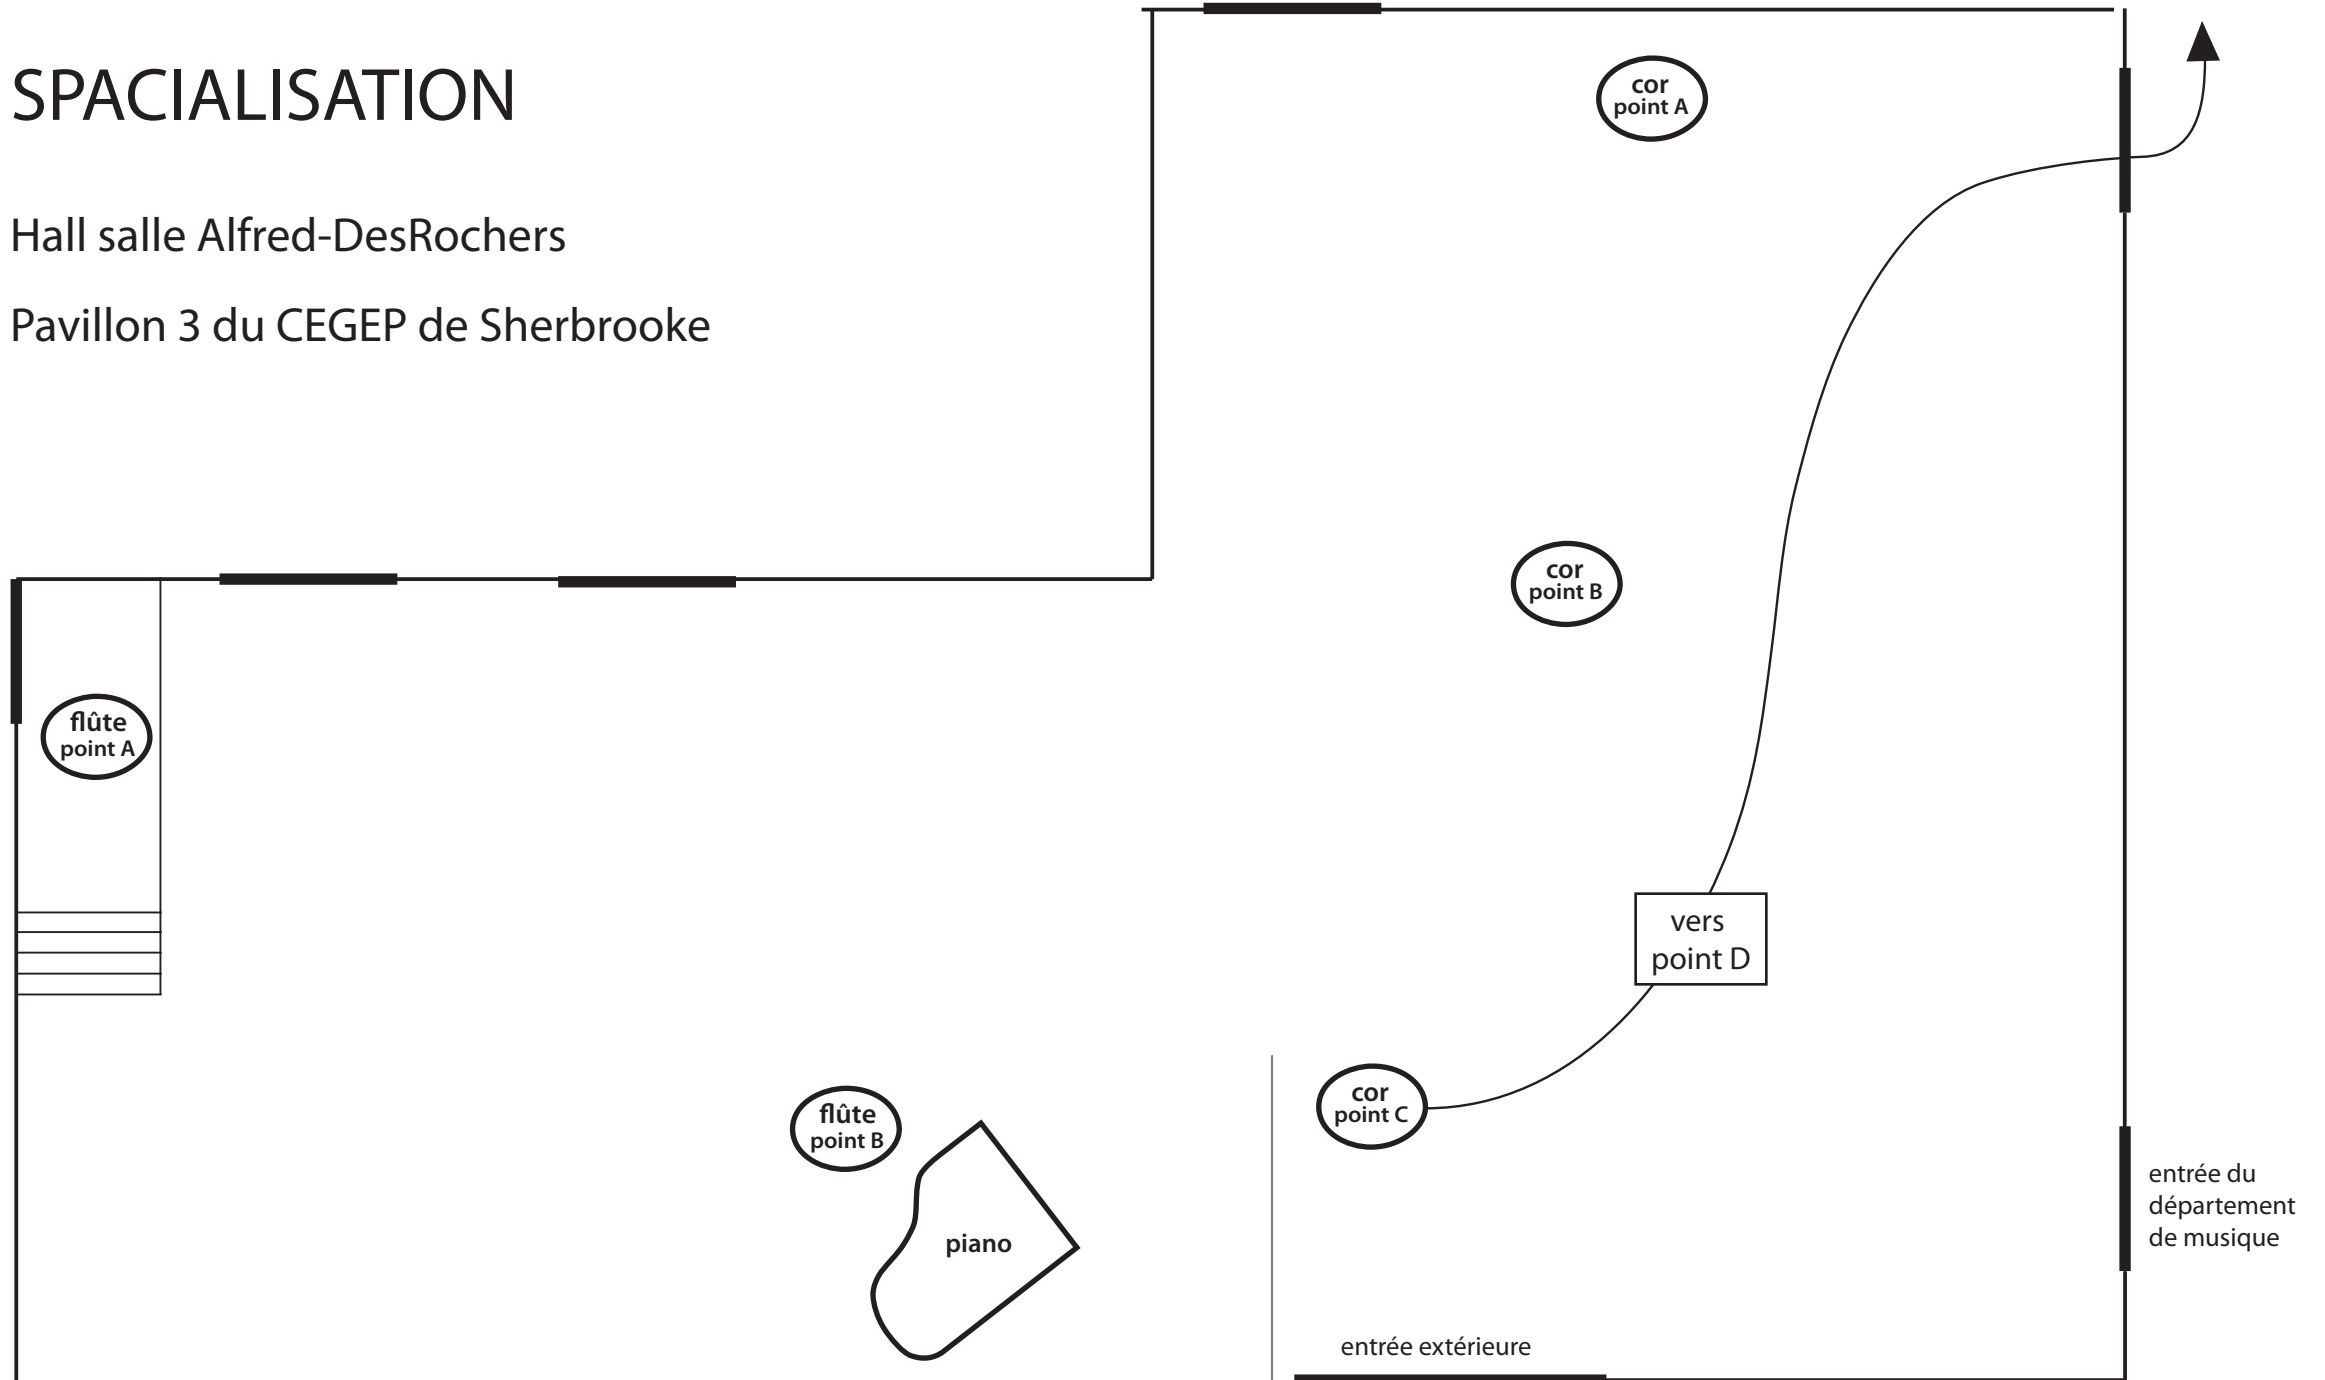 SPACIALISATION
Hall salle Alfred-DesRochers
Pavillon 3 du CEGEP de Sherbrooke
cor
point A
cor
point B
flûte
point A
vers
point D
cor
point C
flûte
point B
piano
entrée du
département
de musique
entrée extérieure